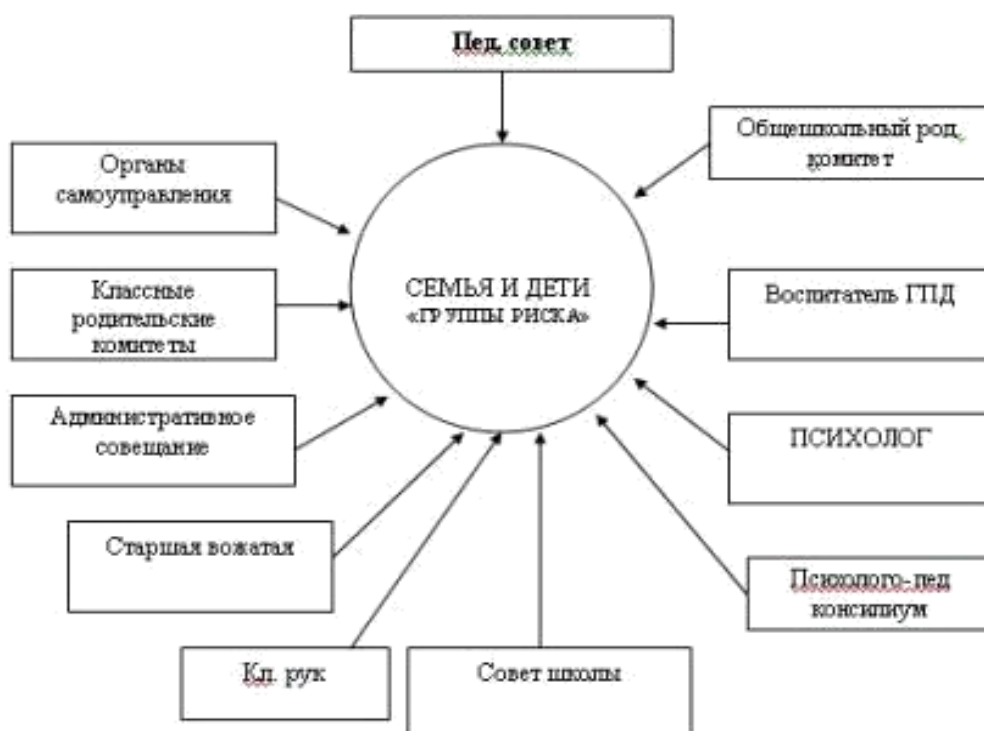 Пед. совет
Общешкольный род.
комитет
Органы
самоуправления
Классные
родительские
комитеты
СЕМЬЯ И ДЕТИ
«ГРУППЫ РИСКА»
Воспитатель ГПД
Административное
совещание
ПСИХОЛОГ
Старшая вожатая
Психолого-пед
консилиум
Кл. рук
Совет школы